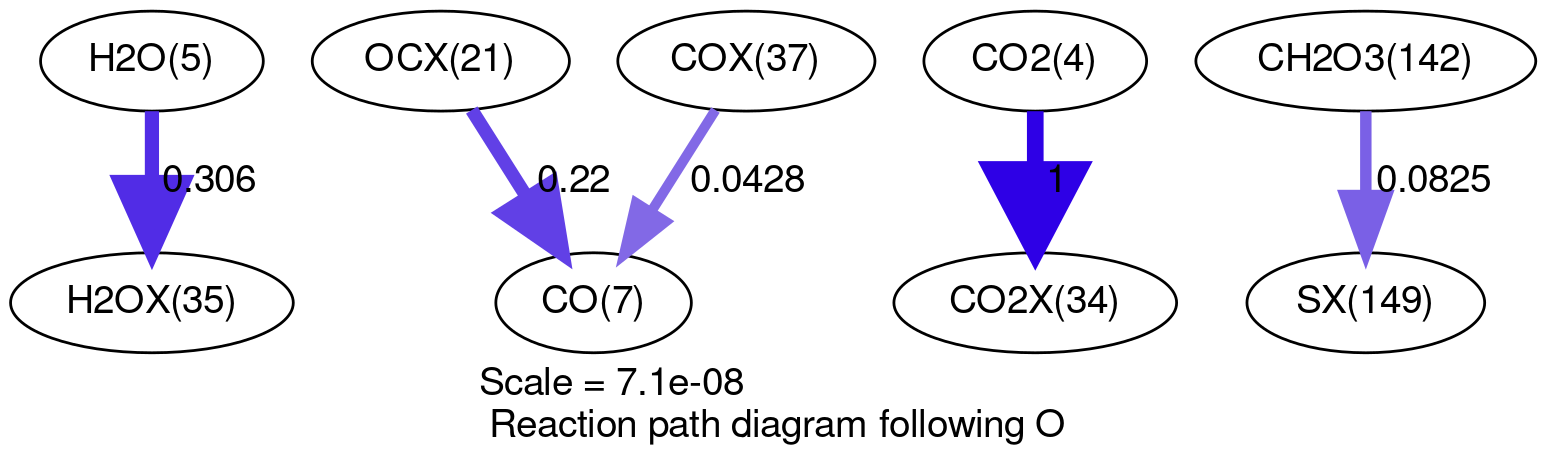 H2O(5) OCX(21) COX(37) CO2(4) CH2O3(142)
0.306 0.22 0.0428 1 0.0825
H2OX(35) CO(7) CO2X(34) SX(149)
Scale = 7.1e-08
Reaction path diagram following O